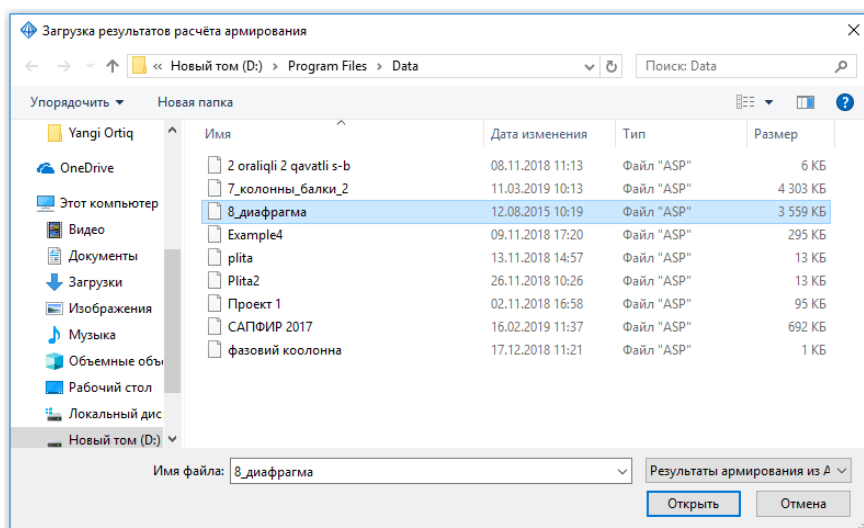 Загрузка результатов расчёта армирования
« Новый том (D:) › Program Files › Data
Поиск: Data
Упорядочить Новая папка
Yangi Ortiq
OneDrive
Этот компьютер
Видео
Документы
Загрузки
Изображения
Музыка
Объемные объ
Рабочий стол
Локальный дис
Новый том (D:)
Имя Дата изменения Тип Размер
2 oraliqli 2 qavatli s-b 08.11.2018 11:13 Файл "ASP" 6 КБ
7_колонны_балки_2 11.03.2019 10:13 Файл "ASP" 4 303 КБ
8_диафрагма 12.08.2015 10:19 Файл "ASP" 3 559 КБ
Example4 09.11.2018 17:20 Файл "ASP" 295 КБ
plita 13.11.2018 14:57 Файл "ASP" 13 КБ
Plita2 26.11.2018 10:26 Файл "ASP" 13 КБ
Проект 1 02.11.2018 16:58 Файл "ASP" 95 КБ
САПФИР 2017 16.02.2019 11:37 Файл "ASP" 692 КБ
фазовий коолонна 17.12.2018 11:21 Файл "ASP" 1 КБ
Имя файла: 8_диафрагма
Результаты армирования из А
Открыть Отмена